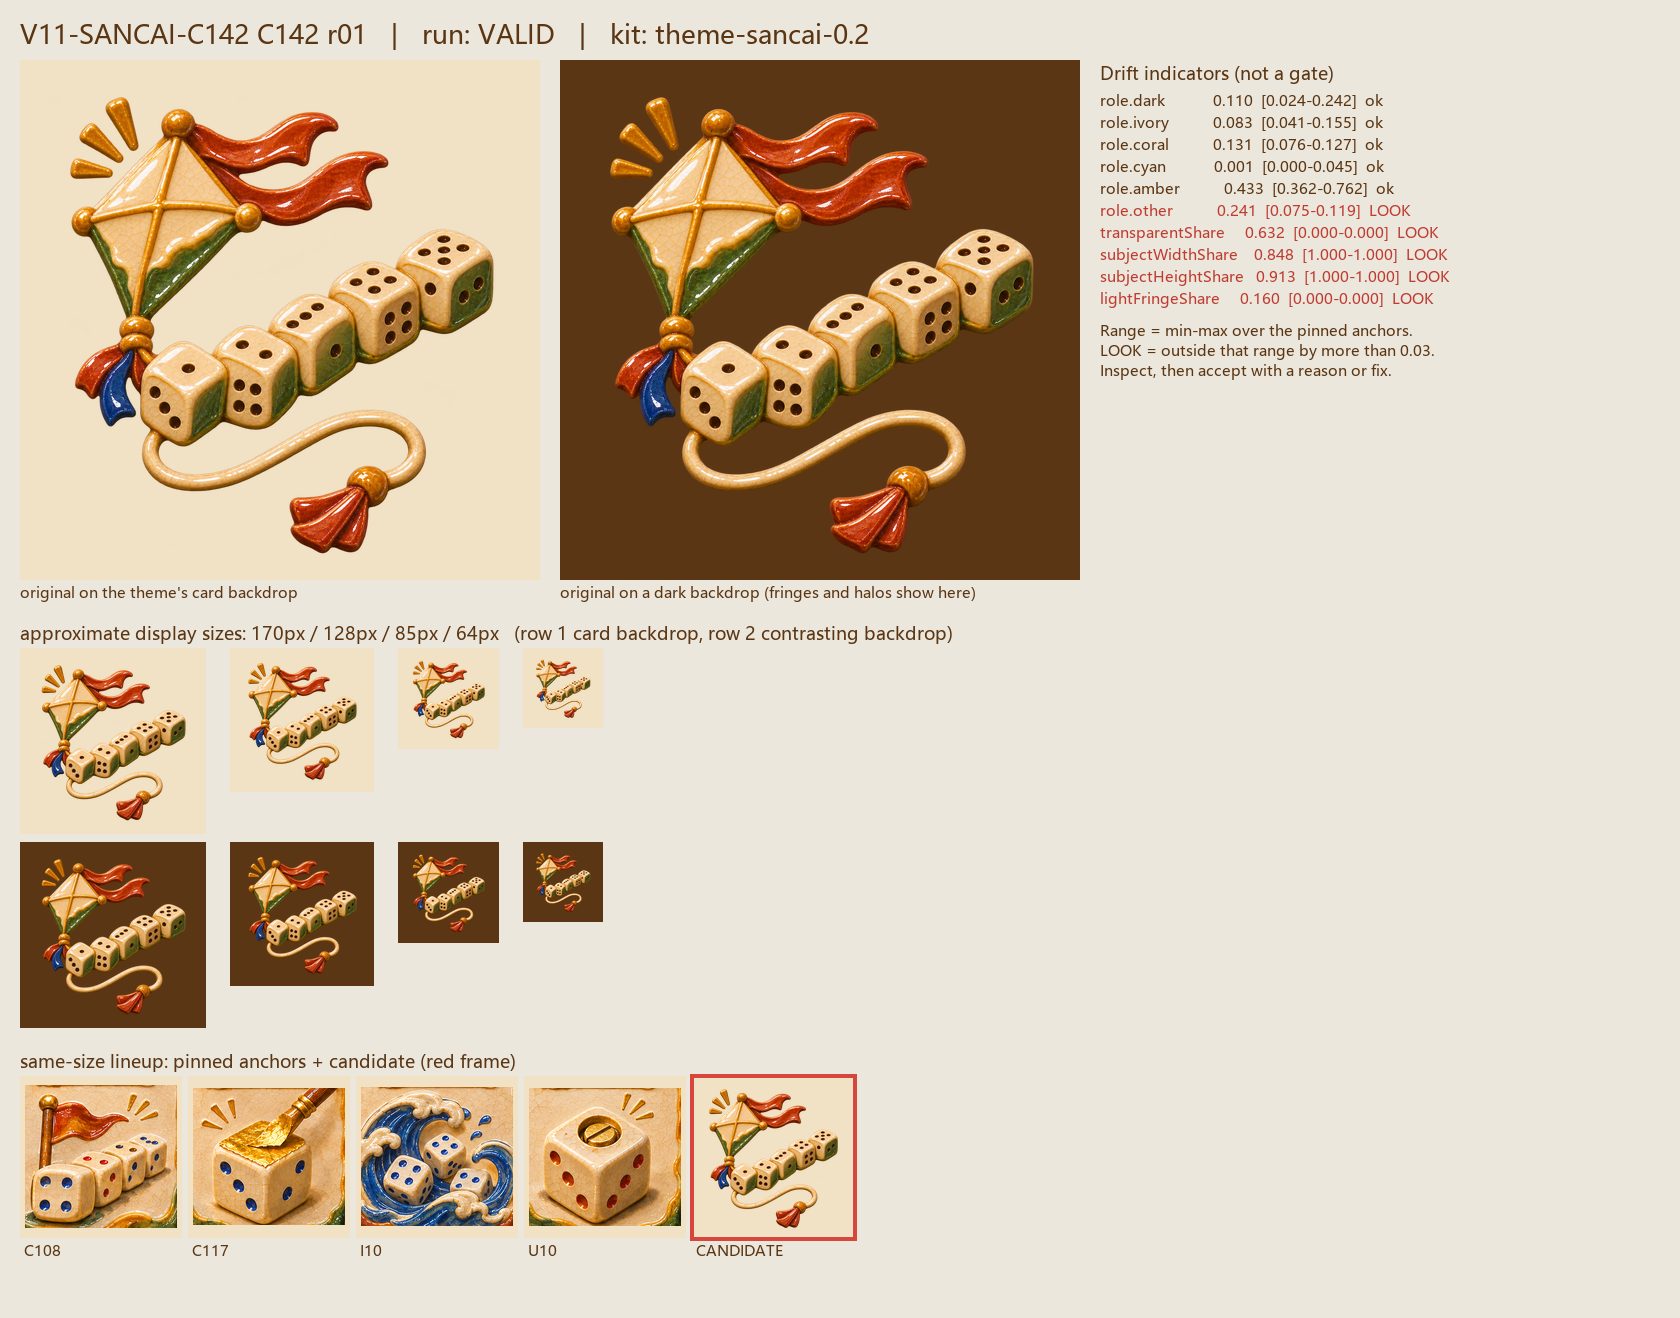 V11-SANCAI-C142 C142 r01 | run: VALID | kit: theme-sancai-0.2
Drift indicators (not a gate)
role.dark 0.110 [0.024-0.242] ok
role.ivory 0.083 [0.041-0.155] ok
role.coral 0.131 [0.076-0.127] ok
role.cyan 0.001 [0.000-0.045] ok
role.amber 0.433 [0.362-0.762] ok
role.other 0.241 [0.075-0.119] LOOK
transparentShare 0.632 [0.000-0.000] LOOK
subjectWidthShare 0.848 [1.000-1.000] LOOK
subjectHeightShare 0.913 [1.000-1.000] LOOK
lightFringeShare 0.160 [0.000-0.000] LOOK
Range = min-max over the pinned anchors.
LOOK = outside that range by more than 0.03.
Inspect, then accept with a reason or fix.
original on the theme's card backdrop
original on a dark backdrop (fringes and halos show here)
approximate display sizes: 170px / 128px / 85px / 64px (row 1 card backdrop, row 2 contrasting backdrop)
same-size lineup: pinned anchors + candidate (red frame)
C108
C117
I10
U10
CANDIDATE